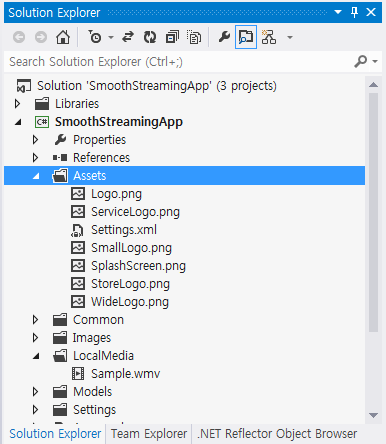 Solution Explorer
Search Solution Explorer (Ctrl+;)
Solution 'SmoothStreamingApp' (3 projects)
Libraries
C# SmoothStreamingApp
Properties
References
Assets
Logo.png
ServiceLogo.png
Settings.xml
SmallLogo.png
SplashScreen.png
StoreLogo.png
WideLogo.png
Common
Images
LocalMedia
Sample.wmv
Models
Settings
Solution Explorer Team Explorer .NET Reflector Object Browser